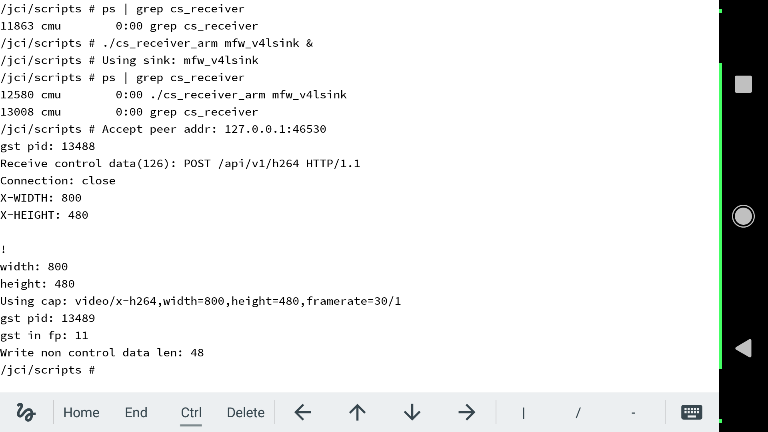 /jci/scripts # ps | grep cs_receiver
11863 cmu        0:00 grep cs_receiver
/jci/scripts # ./cs_receiver_arm mfw_v4lsink &
/jci/scripts # Using sink: mfw_v4lsink
/jci/scripts # ps | grep cs_receiver
12580 cmu        0:00 ./cs_receiver_arm mfw_v4lsink
13008 cmu        0:00 grep cs_receiver
/jci/scripts # Accept peer addr: 127.0.0.1:46530
gst pid: 13488
Receive control data(126): POST /api/v1/h264 HTTP/1.1
Connection: close
X-WIDTH: 800
X-HEIGHT: 480

!
width: 800
height: 480
Using cap: video/x-h264,width=800,height=480,framerate=30/1
gst pid: 13489
gst in fp: 11
Write non control data len: 48
/jci/scripts #
Home End Ctrl Delete ← ↑ ↓ → | / -